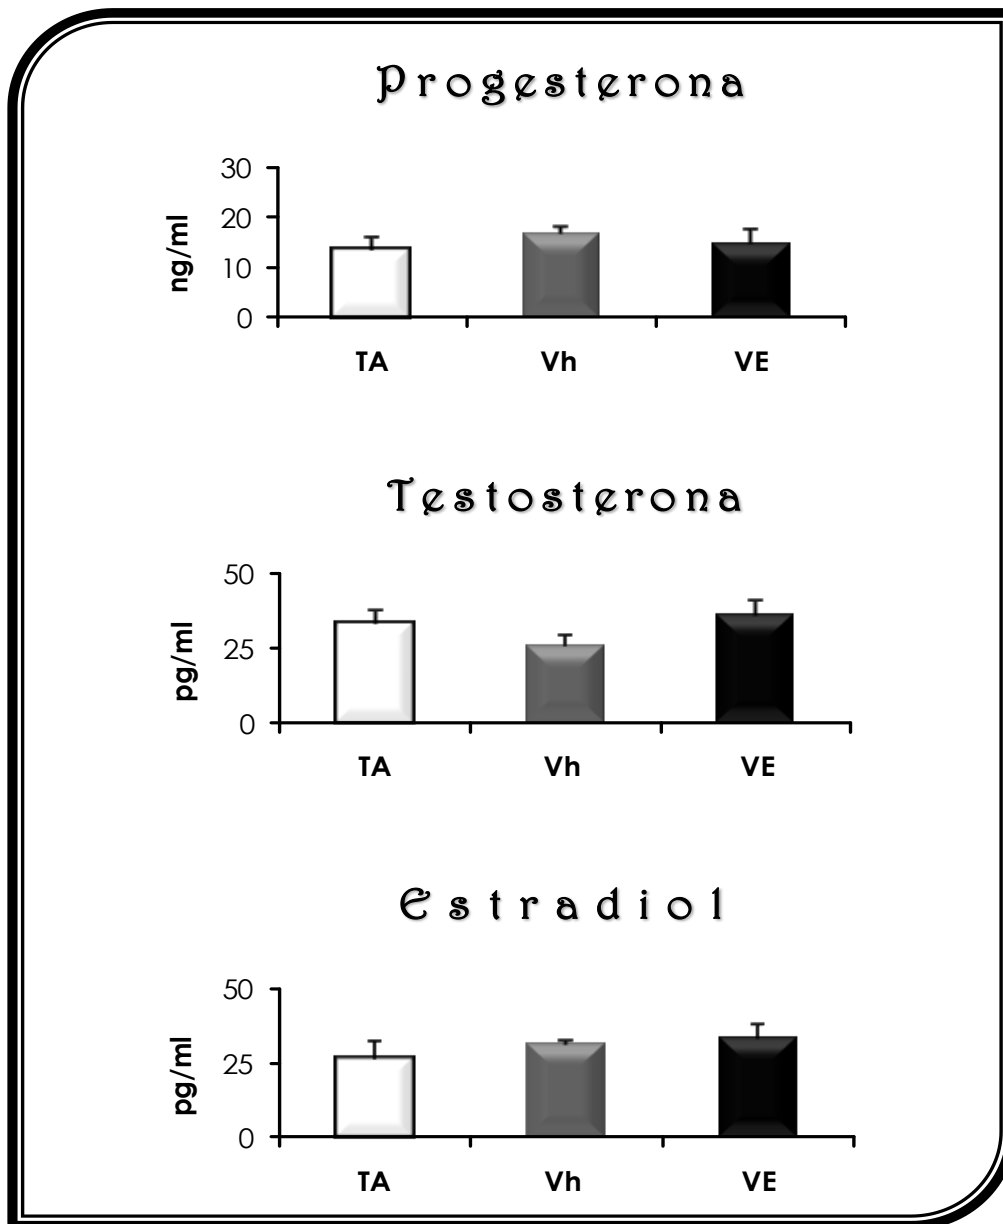 Progesterona
30
20
10
0
ng/ml
TA Vh VE
Testosterona
50
25
0
pg/ml
TA Vh VE
Estradiol
50
25
0
pg/ml
TA Vh VE